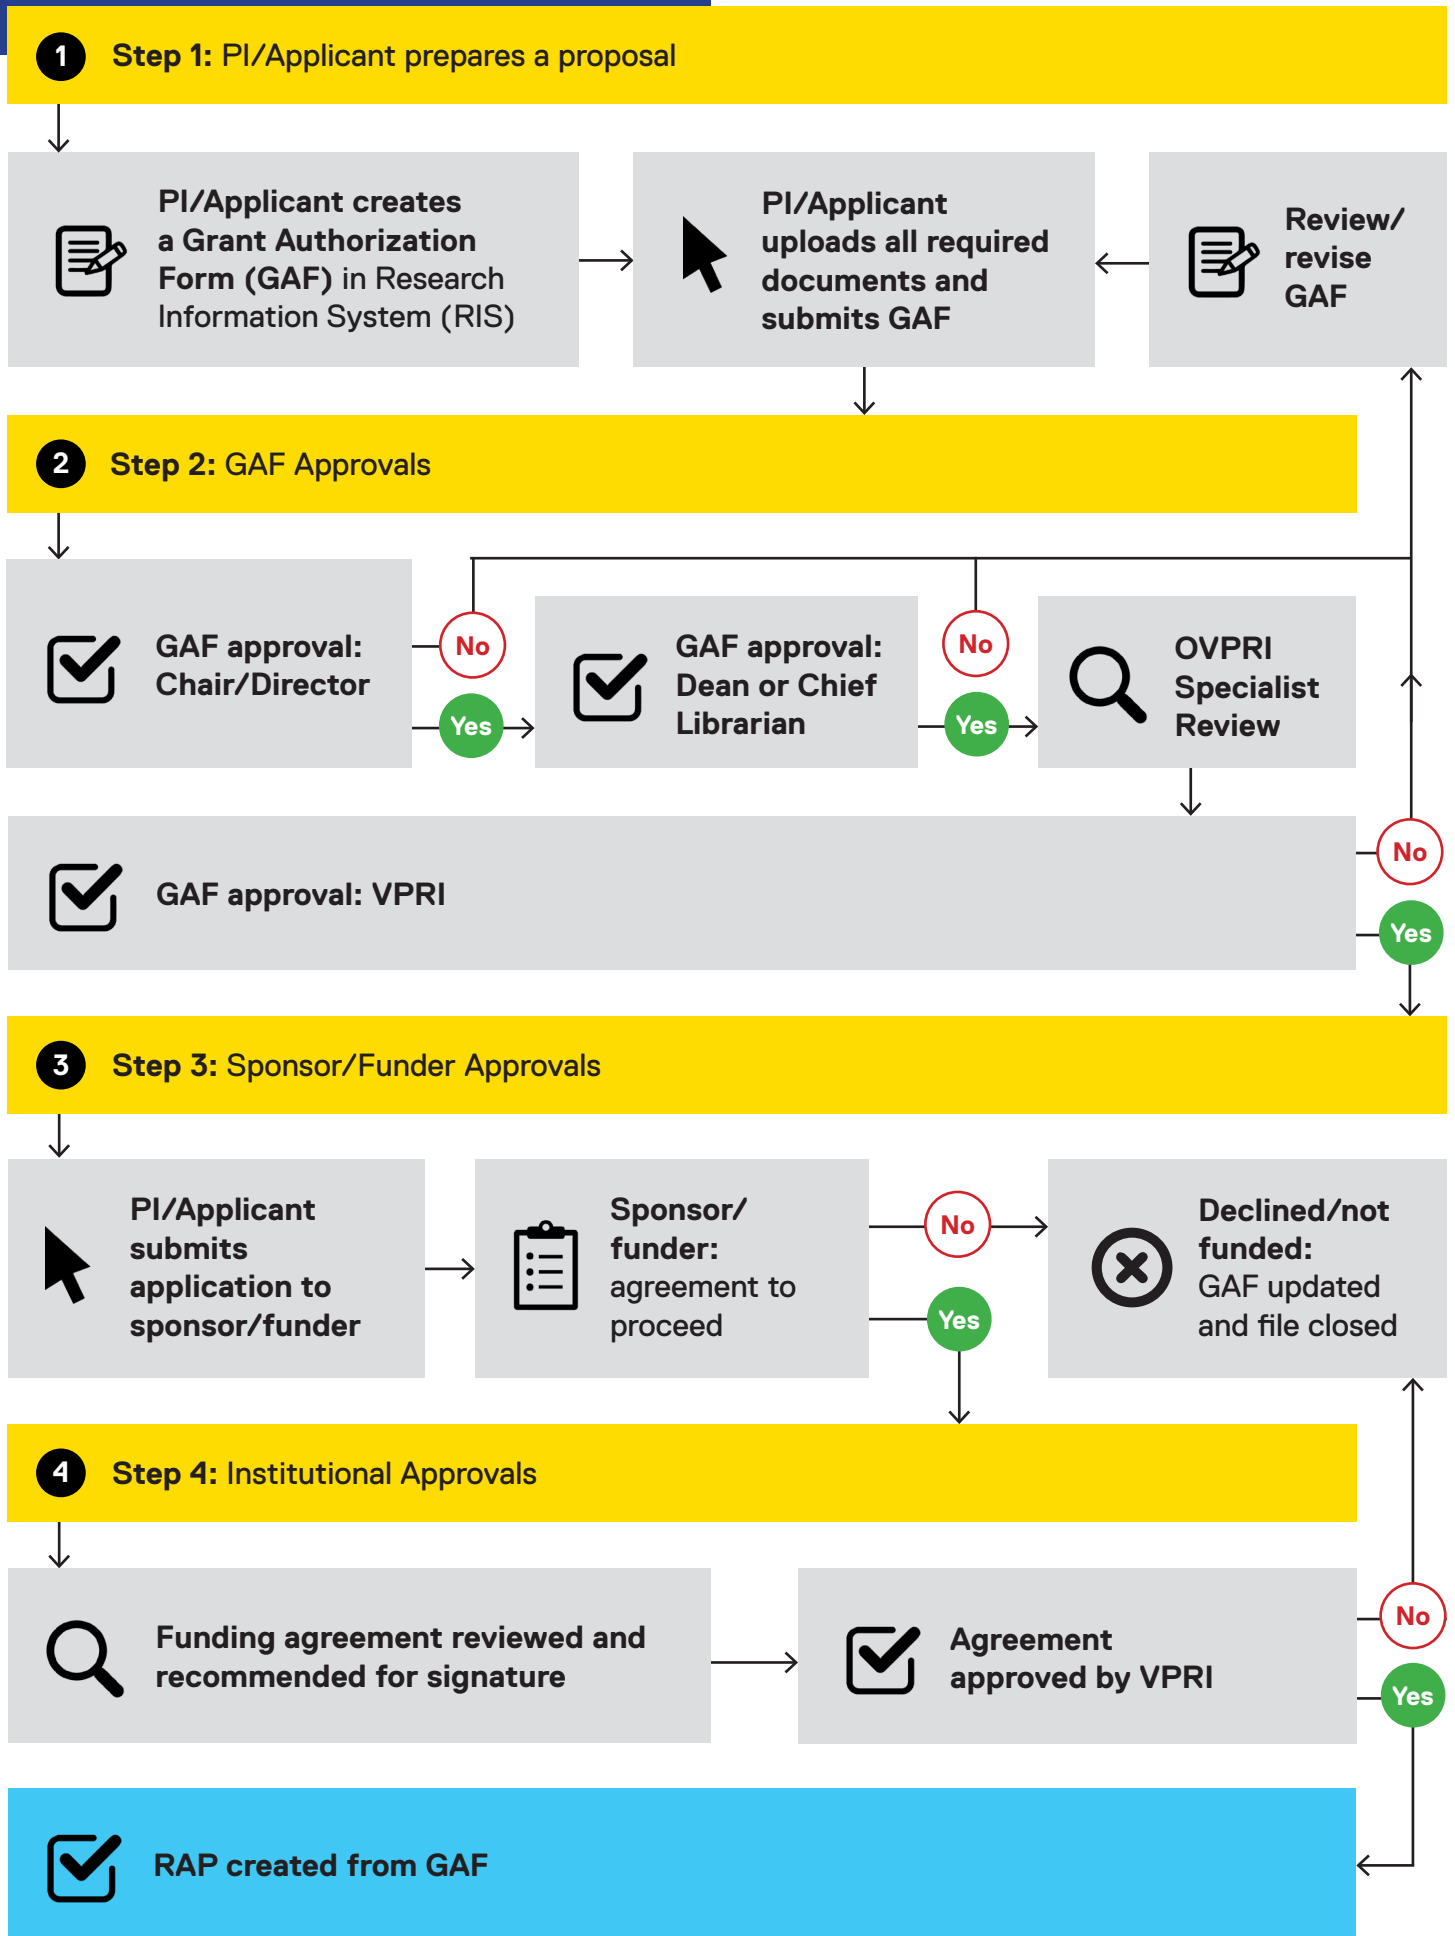 1 Step 1: PI/Applicant prepares a proposal
PI/Applicant creates
a Grant Authorization
Form (GAF) in Research
Information System (RIS)
PI/Applicant
uploads all required
documents and
submits GAF
Review/
revise
GAF
2 Step 2: GAF Approvals
GAF approval:
Chair/Director
No
Yes
GAF approval:
Dean or Chief
Librarian
No
Yes
OVPRI
Specialist
Review
GAF approval: VPRI
No
Yes
3 Step 3: Sponsor/Funder Approvals
PI/Applicant
submits
application to
sponsor/funder
Sponsor/
funder:
agreement to
proceed
No
Yes
Declined/not
funded:
GAF updated
and file closed
4 Step 4: Institutional Approvals
Funding agreement reviewed and
recommended for signature
Agreement
approved by VPRI
No
Yes
RAP created from GAF